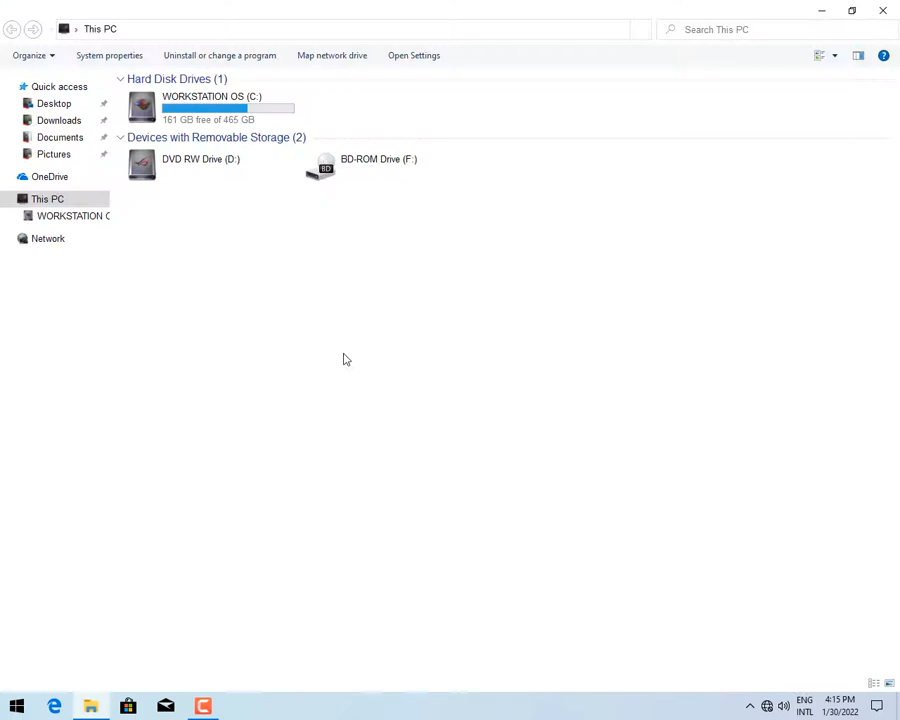 This PC
Search This PC
Organize
System properties
Uninstall or change a program
Map network drive
Open Settings
Quick access
Desktop
Downloads
Documents
Pictures
OneDrive
This PC
WORKSTATION O
Network
Hard Disk Drives (1)
WORKSTATION OS (C:)
161 GB free of 465 GB
Devices with Removable Storage (2)
DVD RW Drive (D:)
BD
BD-ROM Drive (F:)
ENG
INTL
4:15 PM
1/30/2022